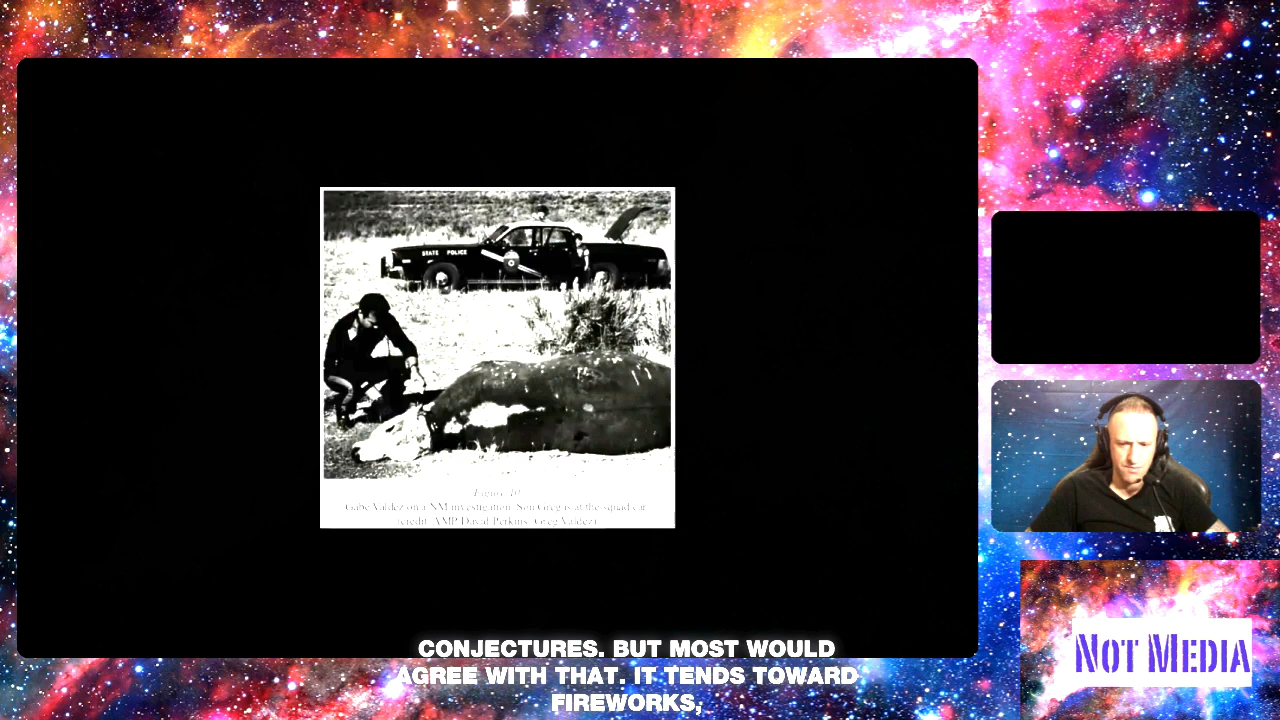 STATE POLICE
Figure 10
Gabe Valdez on a NM investigation. Son Greg is at the squad car
(credit: AMP David Perkins, Greg Valdez)
CONJECTURES. BUT MOST WOULD
AGREE WITH THAT. IT TENDS TOWARD
FIREWORKS,
NOT MEDIA